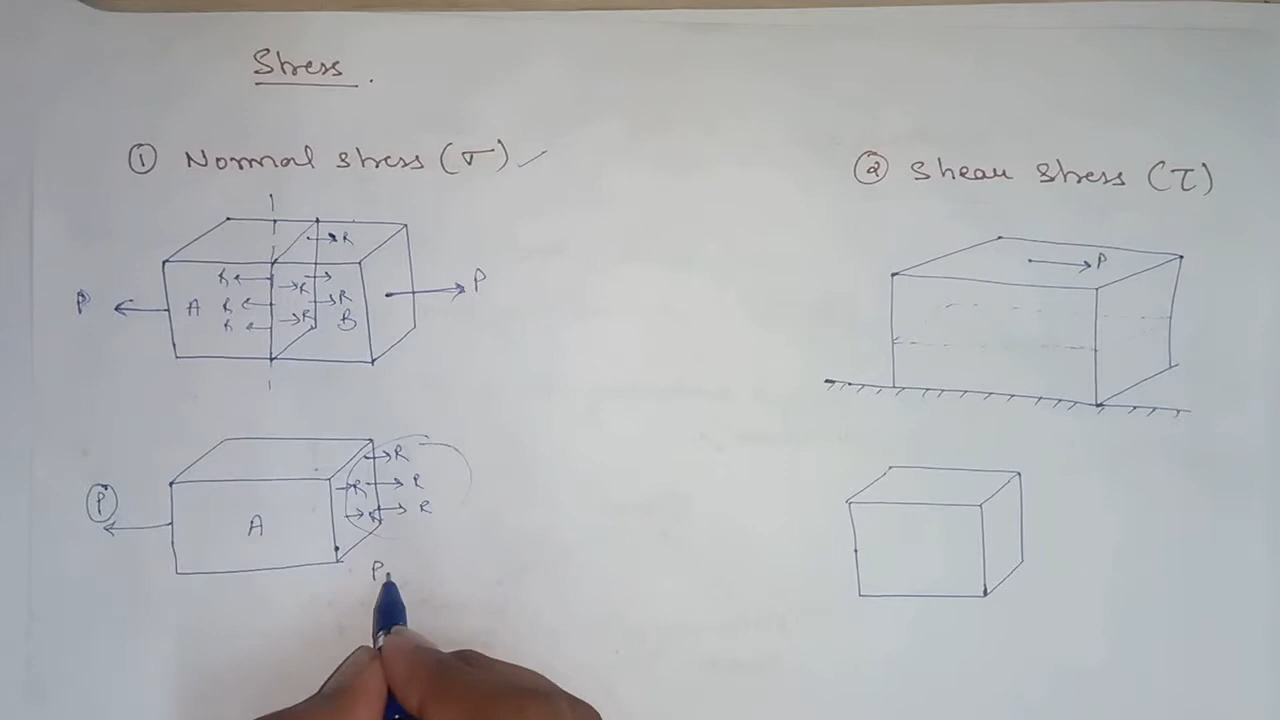 Stress.
① Normal stress (σ) ✓
② Shear stress (τ)
P
R R R R R R R
A B
P
P
P
A
R R R R R
P